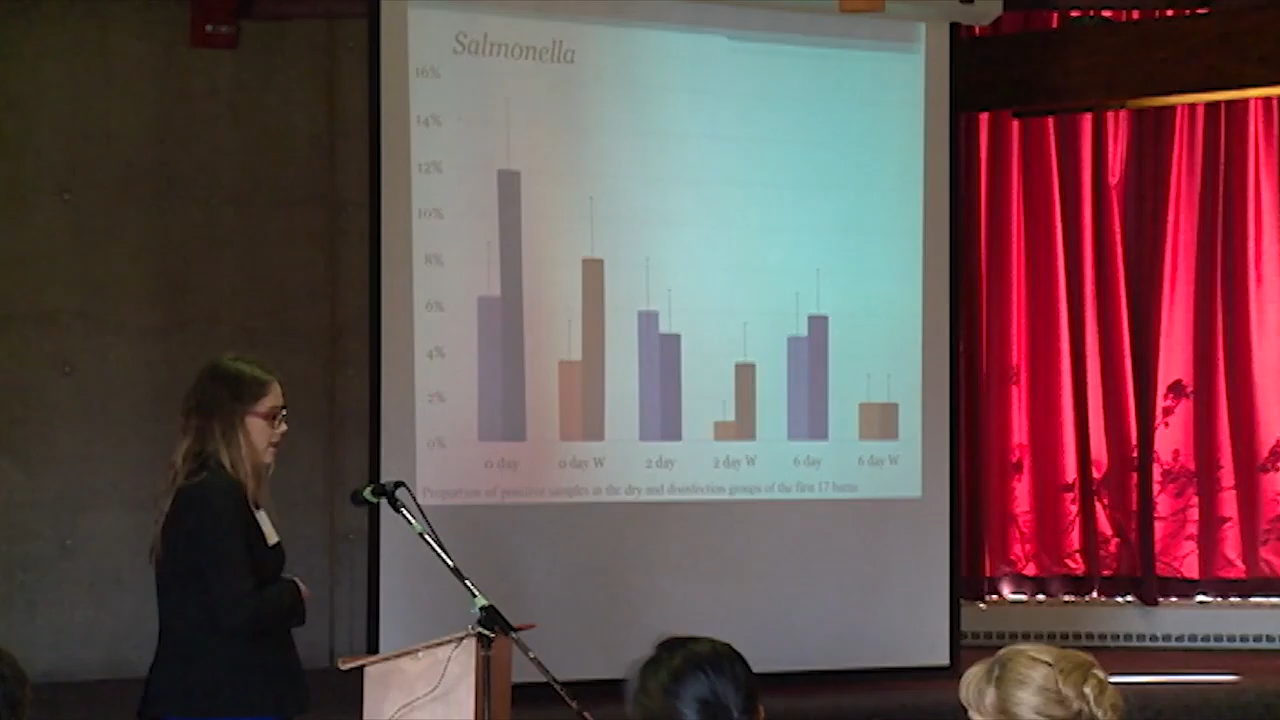 Salmonella
16%
14%
12%
10%
8%
6%
4%
2%
0%
0 day
0 day W
2 day
2 day W
6 day
6 day W
Proportion of positive samples in the dry and disinfection groups of the first 17 barns